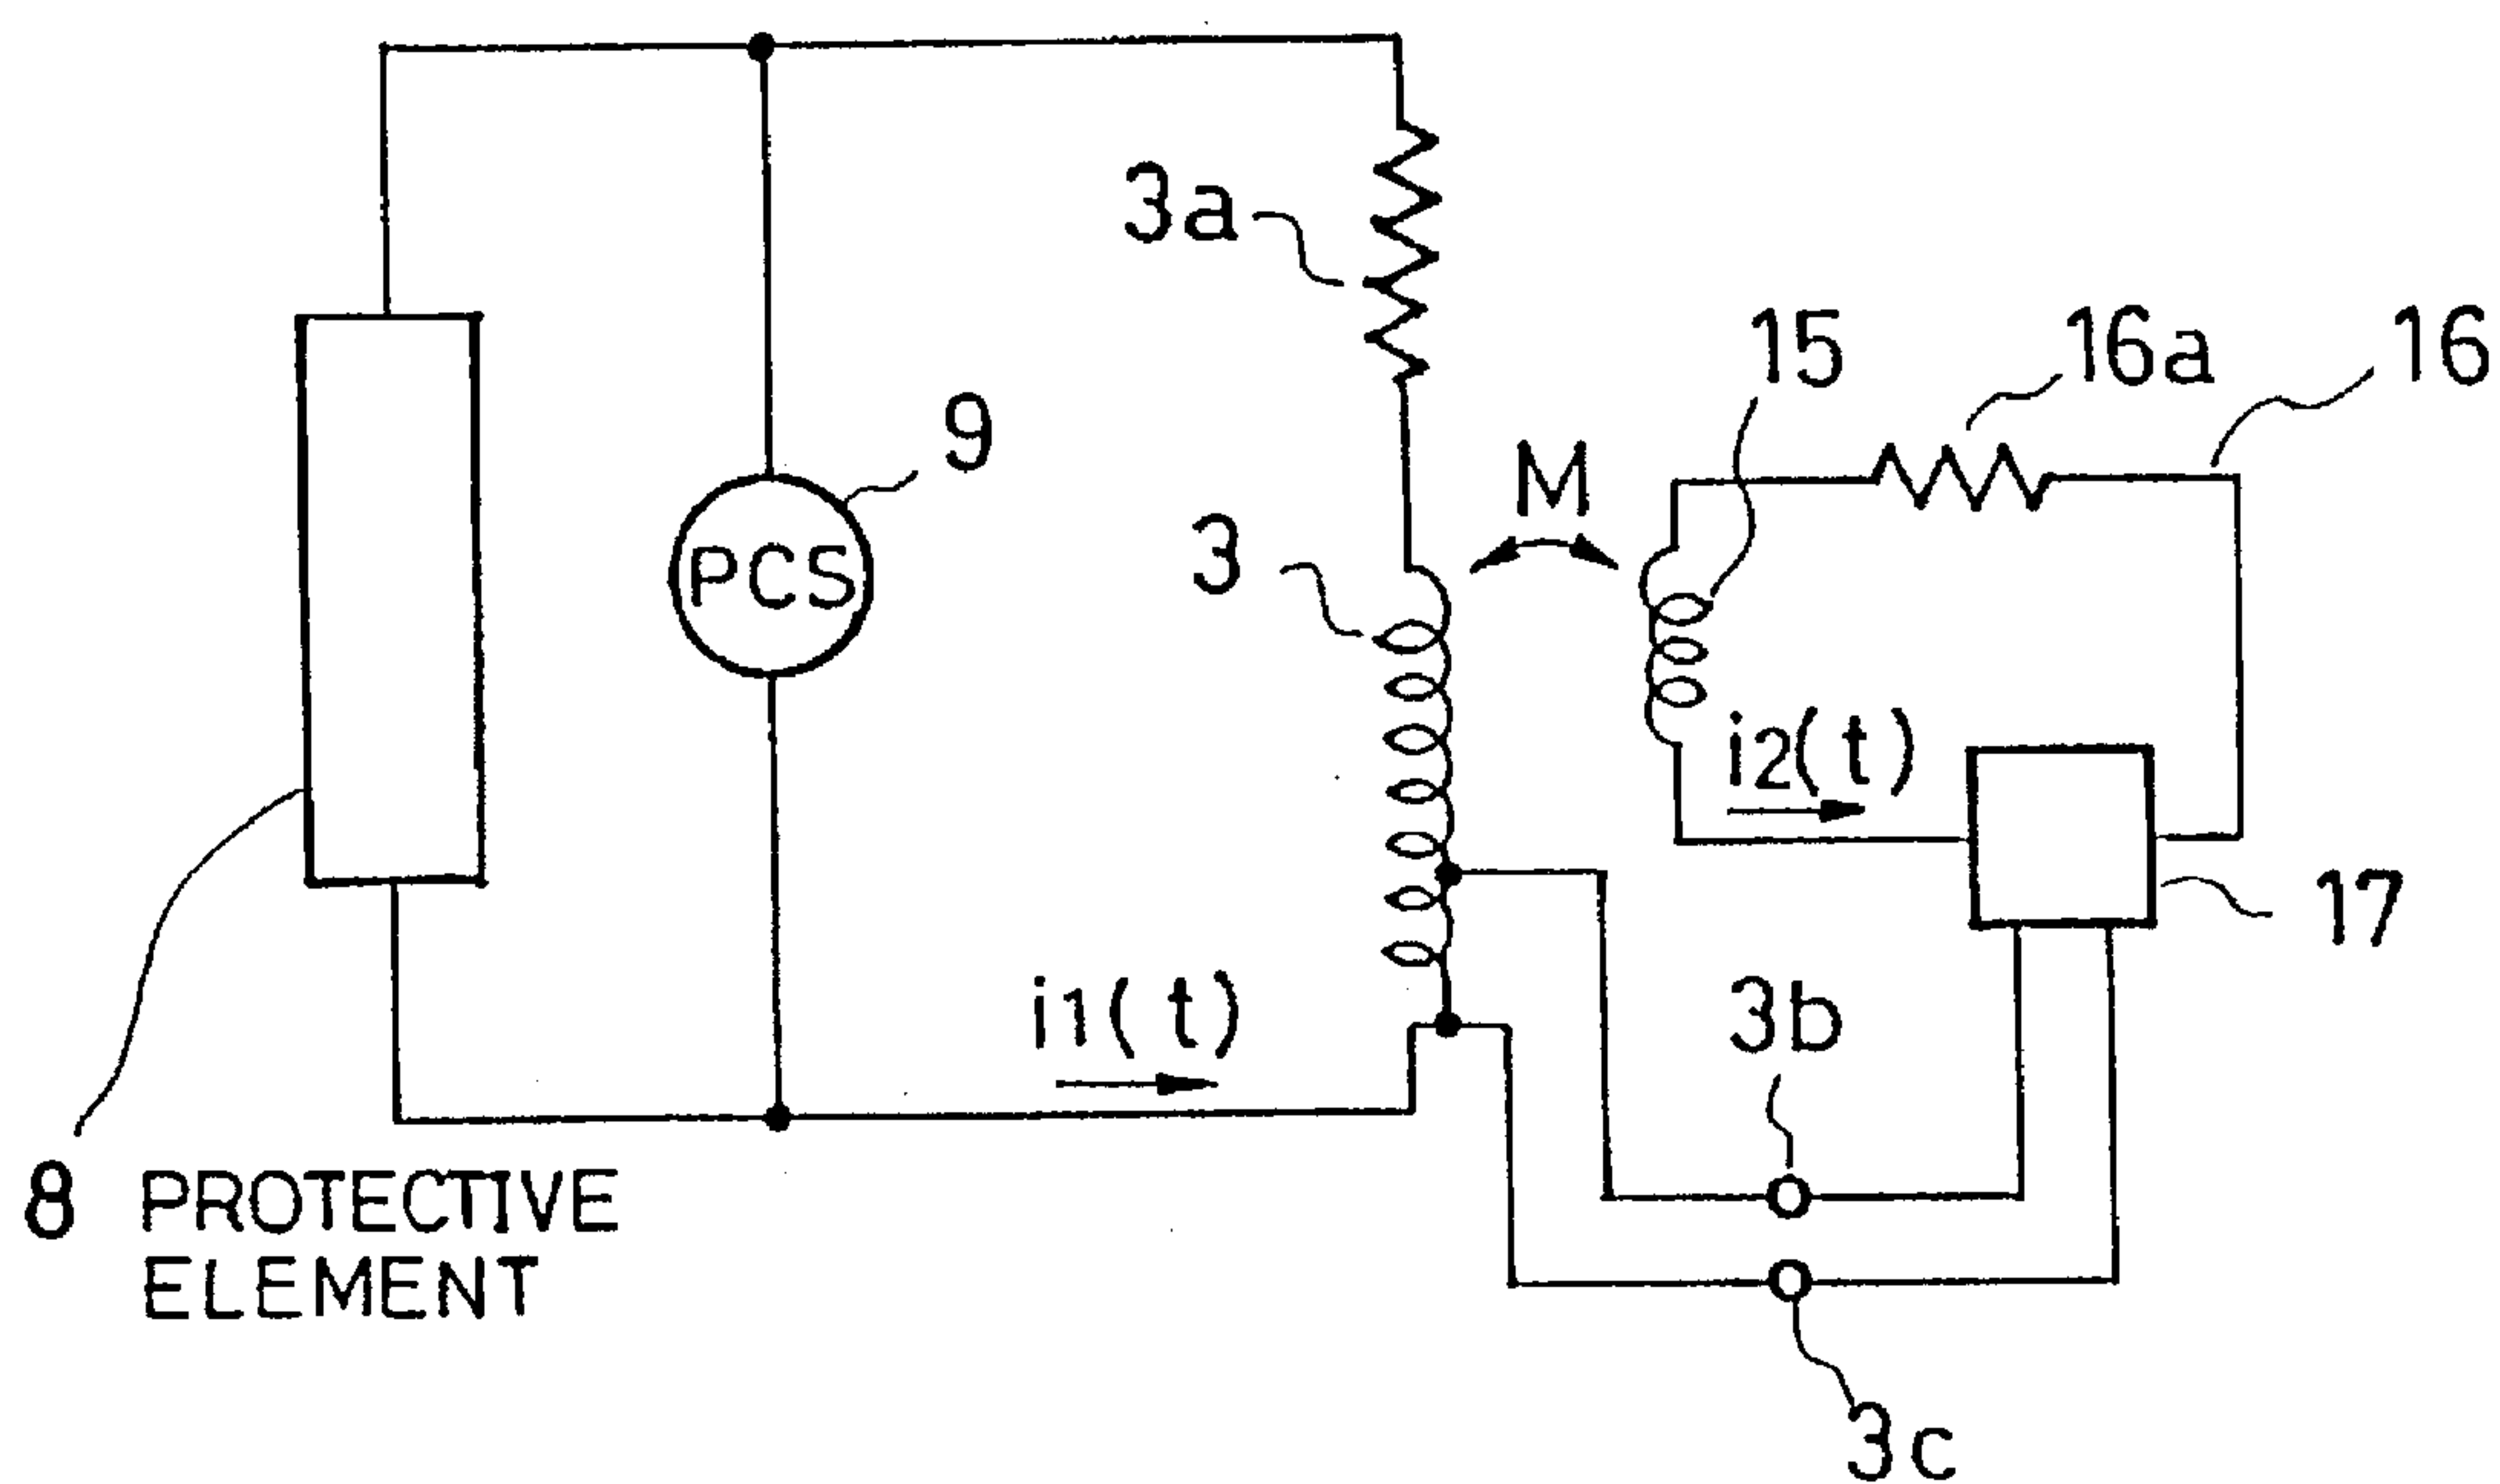 3a
15
16a
16
9
M
PCS
3
i2(t)
17
i1(t)
3b
8 PROTECTIVE
ELEMENT
3c